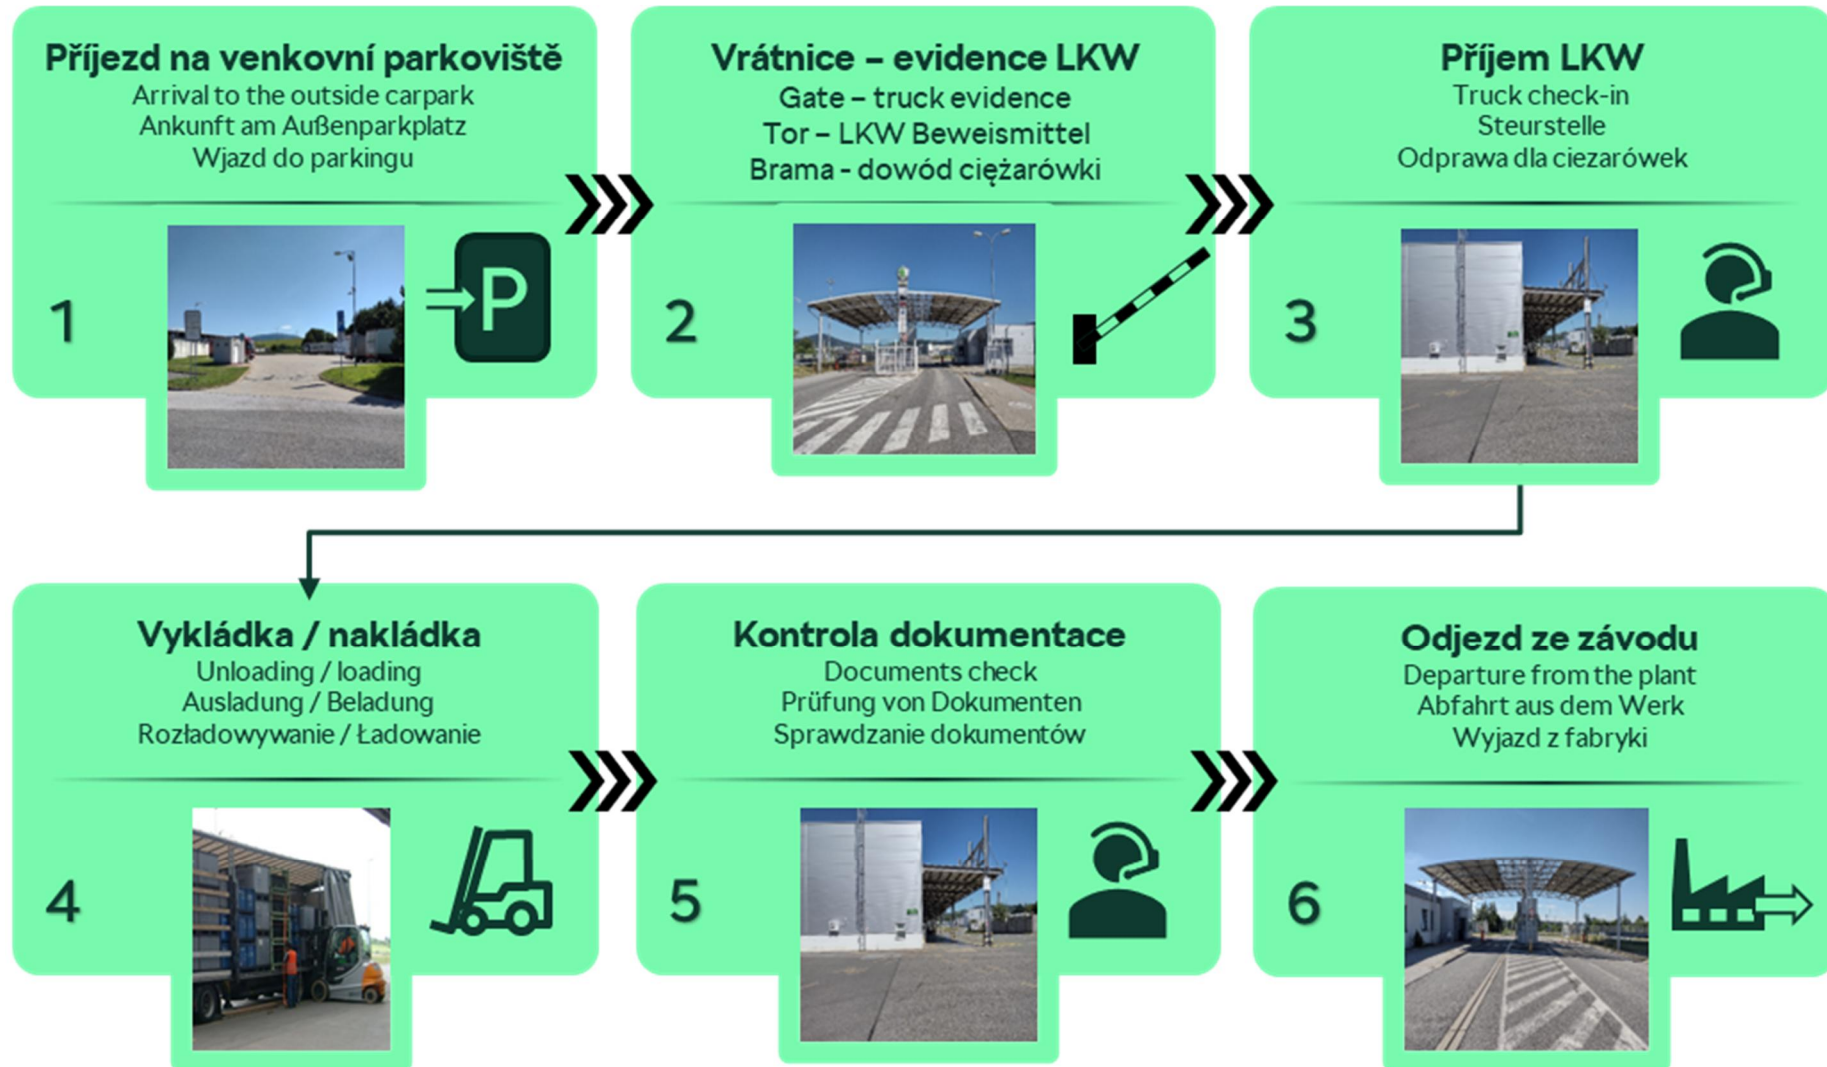 Příjezd na venkovní parkoviště
Arrival to the outside carpark
Ankunft am Außenparkplatz
Wjazd do parkingu
1
P
Vrátnice – evidence LKW
Gate – truck evidence
Tor – LKW Beweismittel
Brama - dowód ciężarówki
2
Příjem LKW
Truck check-in
Steurstelle
Odprawa dla ciezarówek
3
Vykládka / nakládka
Unloading / loading
Ausladung / Beladung
Rozładowywanie / Ładowanie
4
Kontrola dokumentace
Documents check
Prüfung von Dokumenten
Sprawdzanie dokumentów
5
Odjezd ze závodu
Departure from the plant
Abfahrt aus dem Werk
Wyjazd z fabryki
6